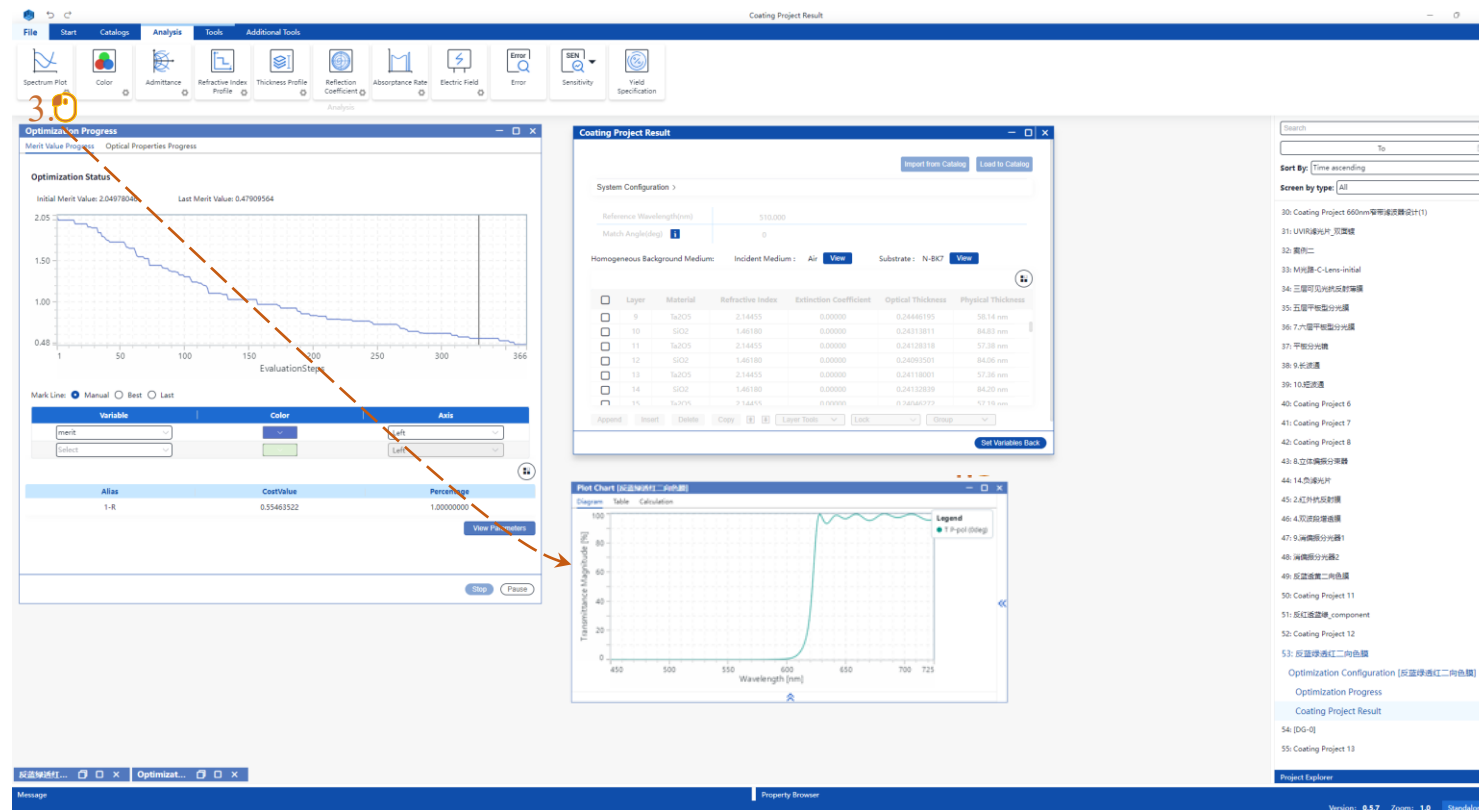 Coating Project Result
File Start Catalogs Analysis Tools Additional Tools
Spectrum Plot
Color
Admittance
Refractive Index Profile
Thickness Profile
Reflection Coefficient
Absorptance Rate
Electric Field
Error
Error
SEN
Sensitivity
Yield Specification
Analysis
3.
Optimization Progress
Merit Value Progress Optical Properties Progress
Optimization Status
Initial Merit Value: 2.04978040 Last Merit Value: 0.47909564
2.05
1.50
1.00
0.48
1 50 100 150 200 250 300 366
EvaluationSteps
Mark Line: Manual Best Last
Variable Color Axis
merit Left
Select Left
Alias CostValue Percentage
1-R 0.55463522 1.00000000
View Parameters
Stop Pause
Coating Project Result
Import from Catalog Load to Catalog
System Configuration >
Reference Wavelength(nm) 510.000
Match Angle(deg) i 0
Homogeneous Background Medium: Incident Medium : Air View Substrate : N-BK7 View
Layer Material Refractive Index Extinction Coefficient Optical Thickness Physical Thickness
9 Ta2O5 2.14455 0.00000 0.24446195 58.14 nm
10 SiO2 1.46180 0.00000 0.24313811 84.83 nm
11 Ta2O5 2.14455 0.00000 0.24128318 57.38 nm
12 SiO2 1.46180 0.00000 0.24093501 84.06 nm
13 Ta2O5 2.14455 0.00000 0.24118001 57.36 nm
14 SiO2 1.46180 0.00000 0.24132839 84.20 nm
15 Ta2O5 2.14455 0.00000 0.24046272 57.19 nm
Append Insert Delete Copy Layer Tools Lock Group
Set Variables Back
Plot Chart [反蓝绿透红二向色膜]
Diagram Table Calculation
Transmittance Magnitude [%]
100
80
60
40
20
0
450 500 550 600 650 700 725
Wavelength [nm]
Legend
T P-pol (0deg)
Search
To
Sort By: Time ascending
Screen by type: All
30: Coating Project 660nm窄带滤波器设计(1)
31: UVIR滤光片_双面镀
32: 案例二
33: M光路-C-Lens-initial
34: 三层可见光抗反射薄膜
35: 五层平板型分光膜
36: 7.六层平板型分光膜
37: 平板分光镜
38: 9.长波通
39: 10.短波通
40: Coating Project 6
41: Coating Project 7
42: Coating Project 8
43: 8.立体偏振分束器
44: 14.负滤光片
45: 2.红外抗反射膜
46: 4.双波段增透膜
47: 9.消偏振分光器1
48: 消偏振分光器2
49: 反蓝透黄二向色膜
50: Coating Project 11
51: 反红透蓝绿_component
52: Coating Project 12
53: 反蓝绿透红二向色膜
Optimization Configuration [反蓝绿透红二向色膜]
Optimization Progress
Coating Project Result
54: [DG-0]
55: Coating Project 13
Project Explorer
反蓝绿透红... Optimizat...
Message Property Browser
Version: 0.5.7 Zoom: 1.0